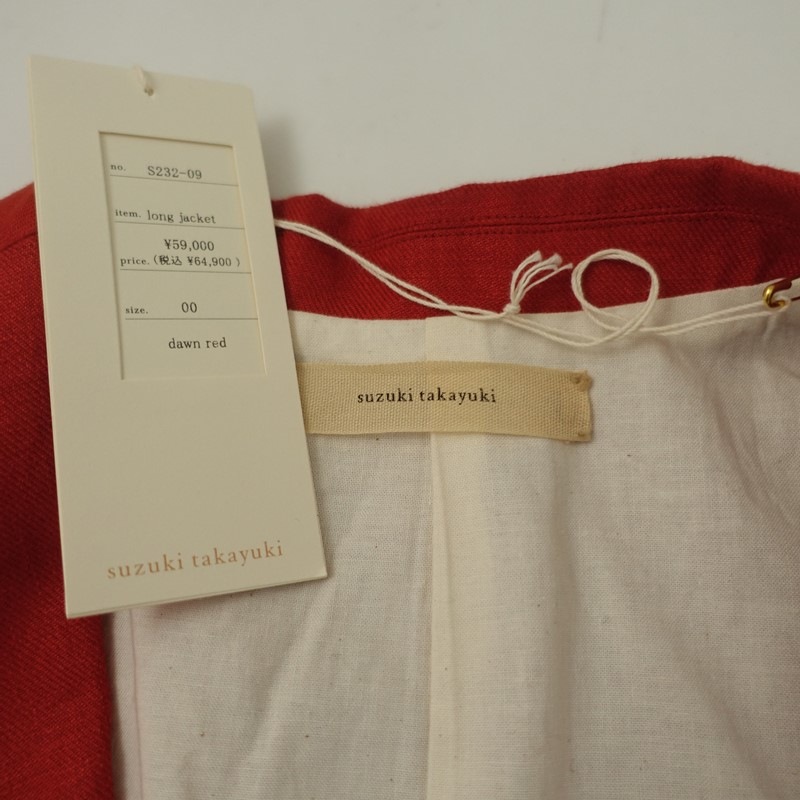 no. S232-09
item. long jacket
¥59,000
price. (税込 ¥64,900 )
size. 00
dawn red
suzuki takayuki
suzuki takayuki